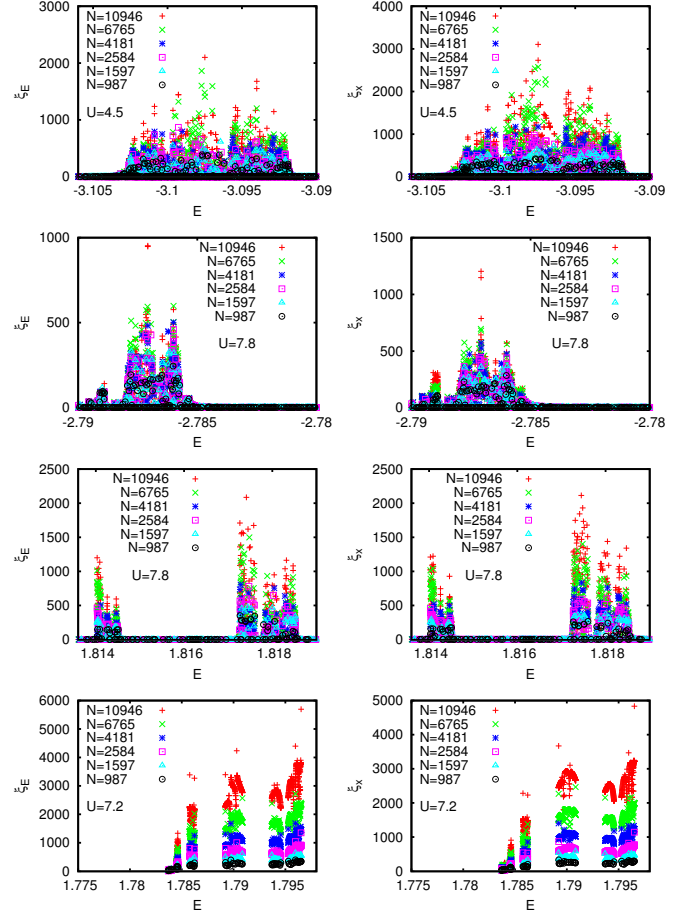 3000
2000
1000
0
ξE
N=10946
N=6765
N=4181
N=2584
N=1597
N=987
U=4.5
-3.105 -3.1 -3.095 -3.09
E
4000
3000
2000
1000
0
ξx
N=10946
N=6765
N=4181
N=2584
N=1597
N=987
U=4.5
-3.105 -3.1 -3.095 -3.09
E
1000
500
0
ξE
N=10946
N=6765
N=4181
N=2584
N=1597
N=987
U=7.8
-2.79 -2.785 -2.78
E
1500
1000
500
0
ξx
N=10946
N=6765
N=4181
N=2584
N=1597
N=987
U=7.8
-2.79 -2.785 -2.78
E
2500
2000
1500
1000
500
0
ξE
N=10946
N=6765
N=4181
N=2584
N=1597
N=987
U=7.8
1.814 1.816 1.818
E
2500
2000
1500
1000
500
0
ξx
N=10946
N=6765
N=4181
N=2584
N=1597
N=987
U=7.8
1.814 1.816 1.818
E
6000
5000
4000
3000
2000
1000
0
ξE
N=10946
N=6765
N=4181
N=2584
N=1597
N=987
U=7.2
1.775 1.78 1.785 1.79 1.795
E
5000
4000
3000
2000
1000
0
ξx
N=10946
N=6765
N=4181
N=2584
N=1597
N=987
U=7.2
1.775 1.78 1.785 1.79 1.795
E